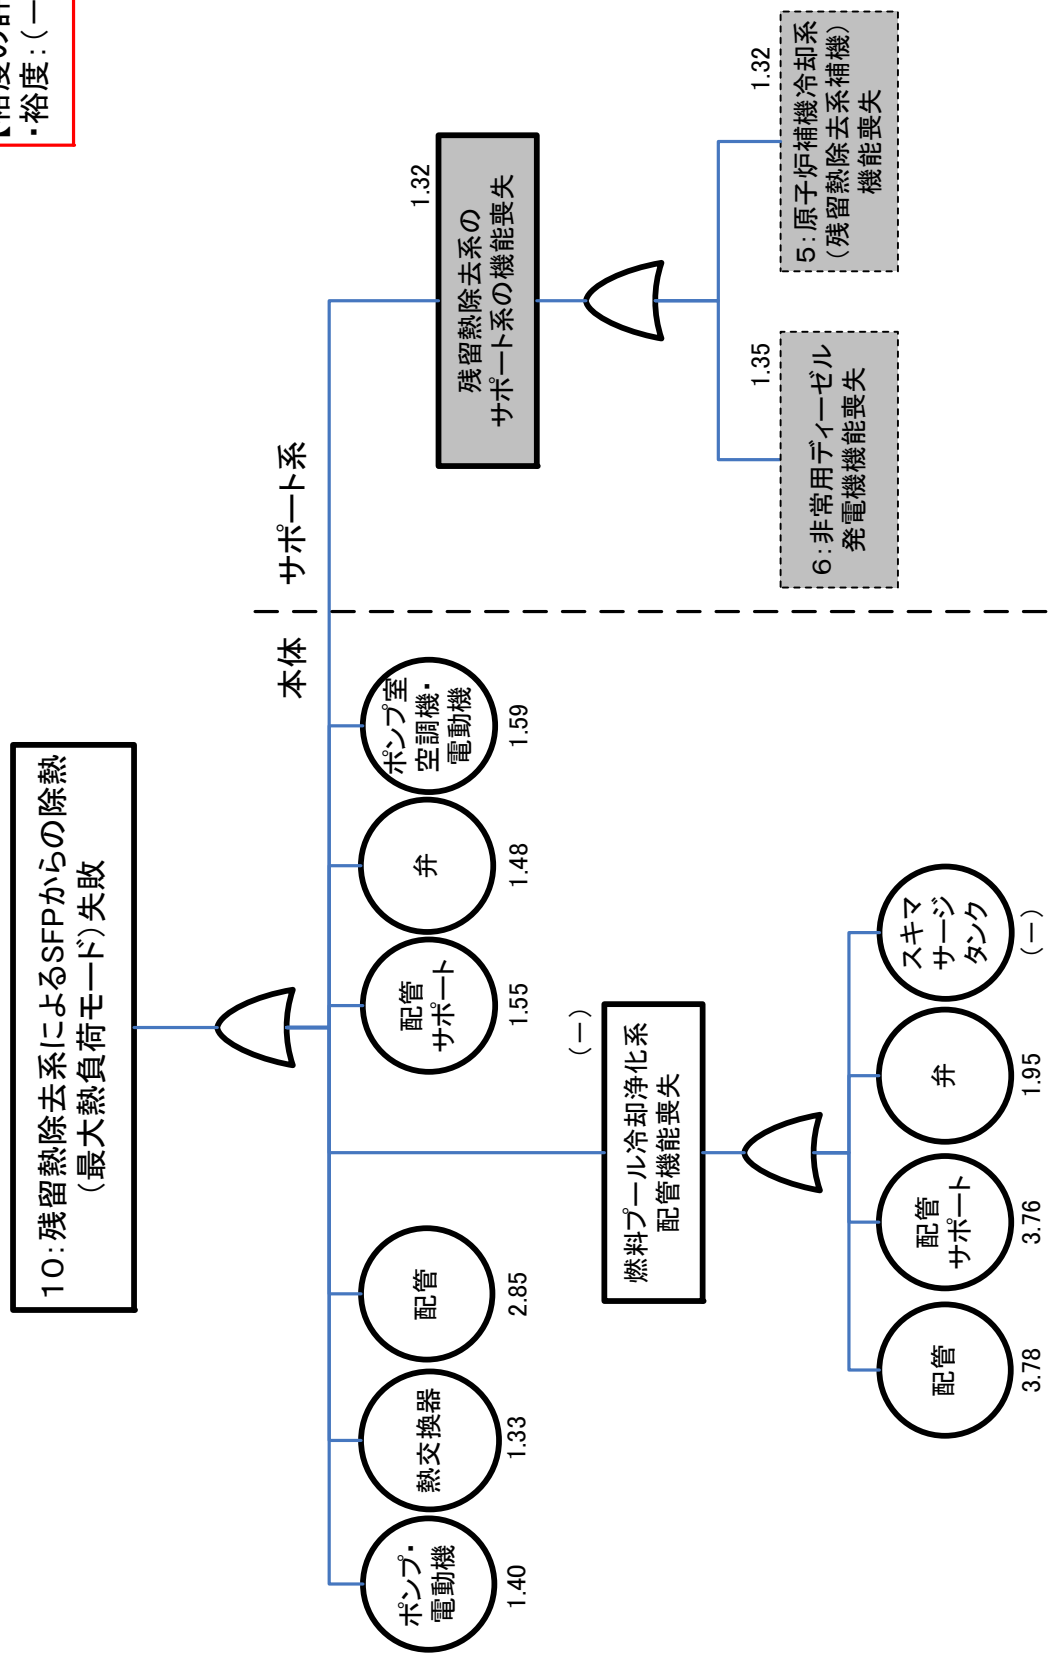 ・裕度：（－
10：残留熱除去系によるSFPからの除熱
（最大熱負荷モード）失敗
本体
サポート系
ポンプ・
電動機
1.40
熱交換器
1.33
配管
2.85
配管
サポート
1.55
弁
1.48
ポンプ室
空調機・
電動機
1.59
1.32
残留熱除去系の
サポート系の機能喪失
（－）
燃料プール冷却浄化系
配管機能喪失
1.35
6：非常用ディーゼル
発電機機能喪失
1.32
5：原子炉補機冷却系
（残留熱除去系補機）
機能喪失
配管
3.78
配管
サポート
3.76
弁
1.95
スキマ
サージ
タンク
（－）